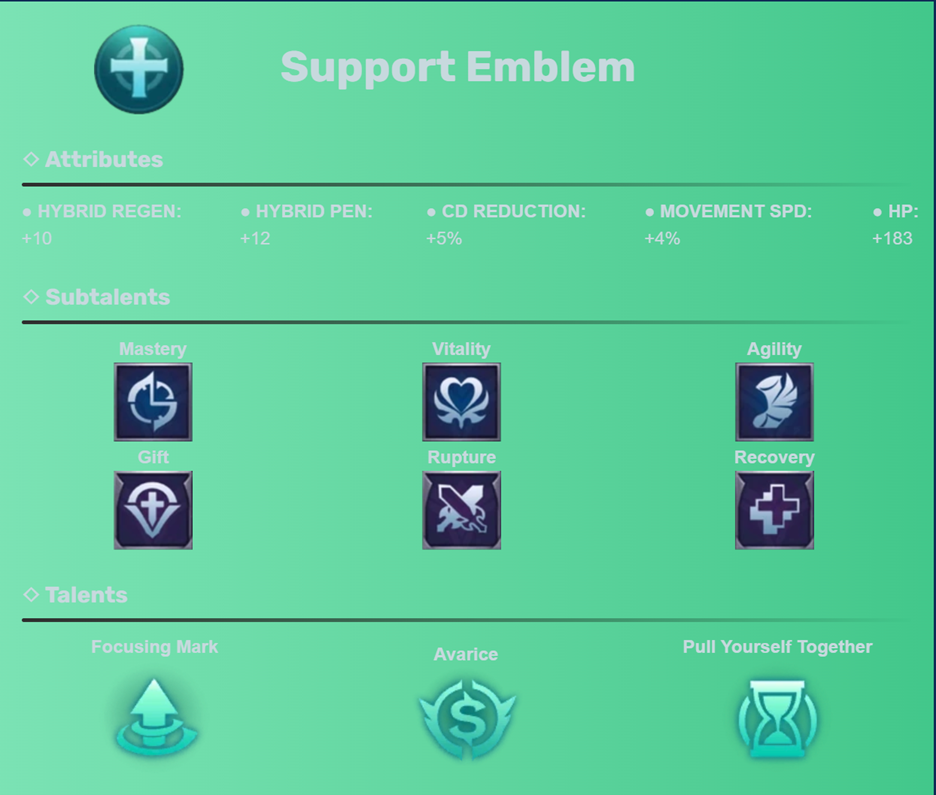 Support Emblem
◇ Attributes
● HYBRID REGEN: ● HYBRID PEN: ● CD REDUCTION: ● MOVEMENT SPD: ● HP:
+10 +12 +5% +4% +183
◇ Subtalents
Mastery Vitality Agility
Gift Rupture Recovery
◇ Talents
Focusing Mark Avarice Pull Yourself Together